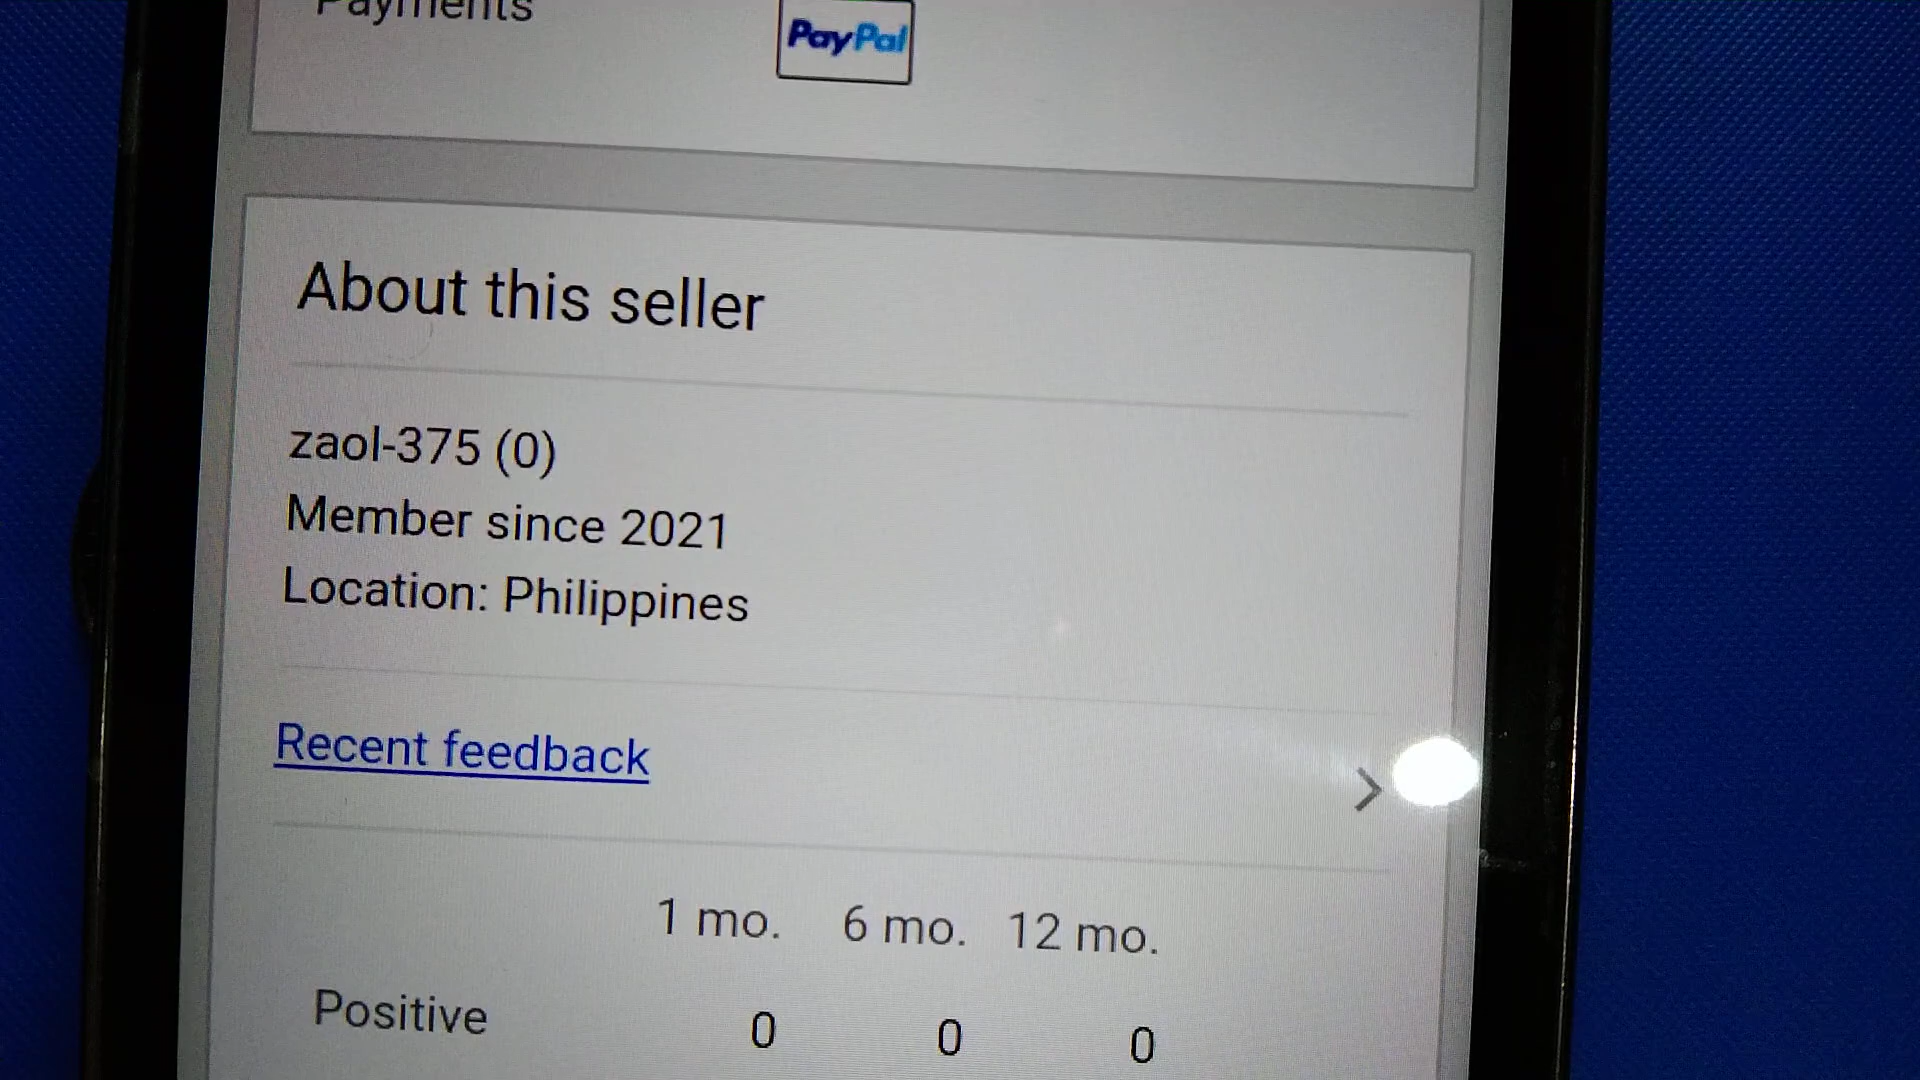 Payments
PayPal
About this seller
zaol-375 (0)
Member since 2021
Location: Philippines
Recent feedback
1 mo. 6 mo. 12 mo.
Positive 0 0 0